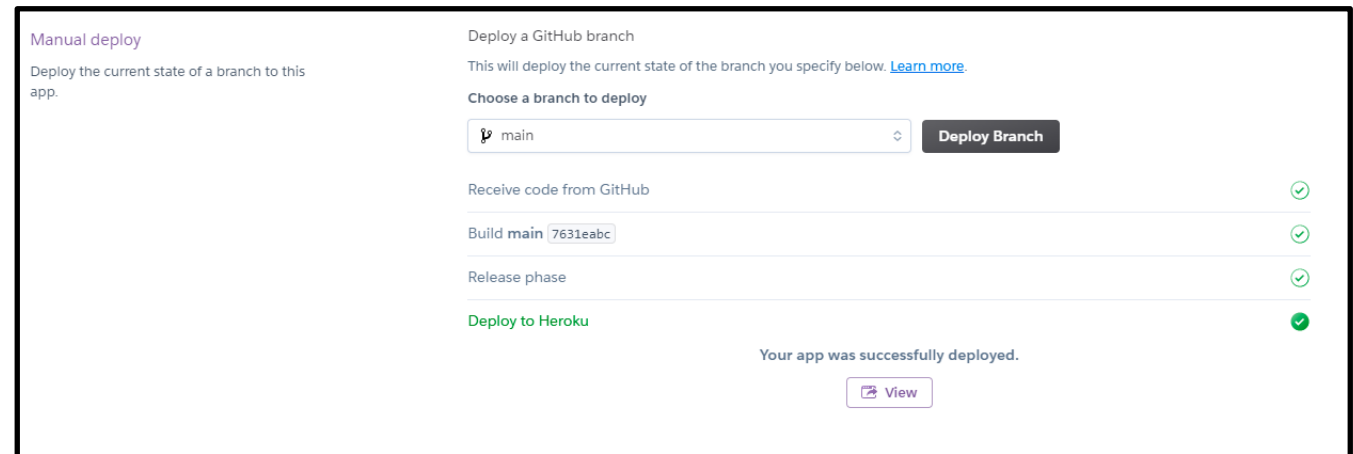 Manual deploy
Deploy the current state of a branch to this
app.
Deploy a GitHub branch
This will deploy the current state of the branch you specify below. Learn more.
Choose a branch to deploy
main
Deploy Branch
Receive code from GitHub
Build main 7631eabc
Release phase
Deploy to Heroku
Your app was successfully deployed.
View